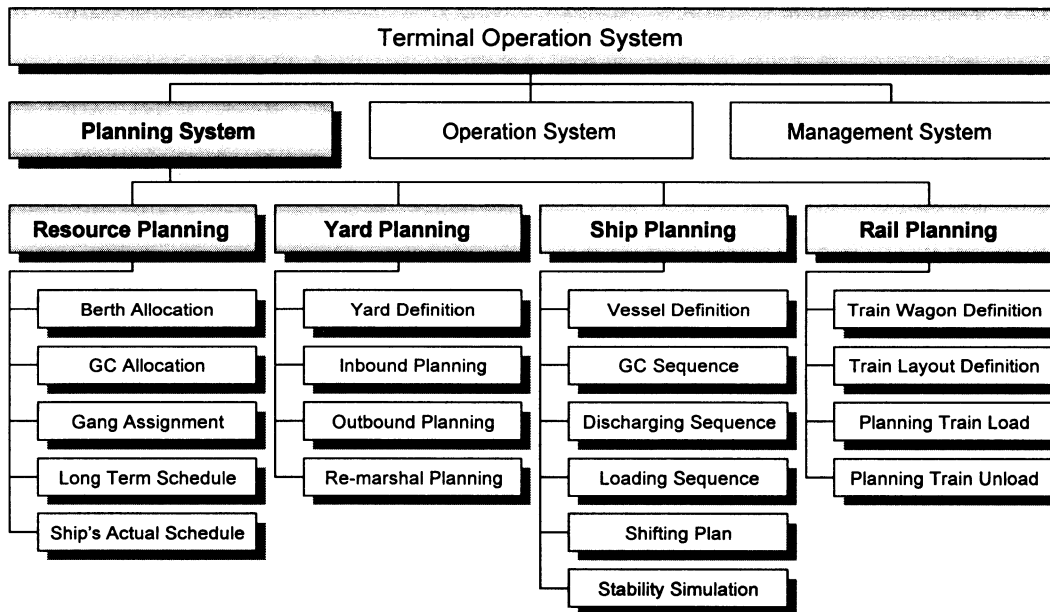 Terminal Operation System
Planning System
Operation System
Management System
Resource Planning
Yard Planning
Ship Planning
Rail Planning
Berth Allocation
GC Allocation
Gang Assignment
Long Term Schedule
Ship's Actual Schedule
Yard Definition
Inbound Planning
Outbound Planning
Re-marshal Planning
Vessel Definition
GC Sequence
Discharging Sequence
Loading Sequence
Shifting Plan
Stability Simulation
Train Wagon Definition
Train Layout Definition
Planning Train Load
Planning Train Unload